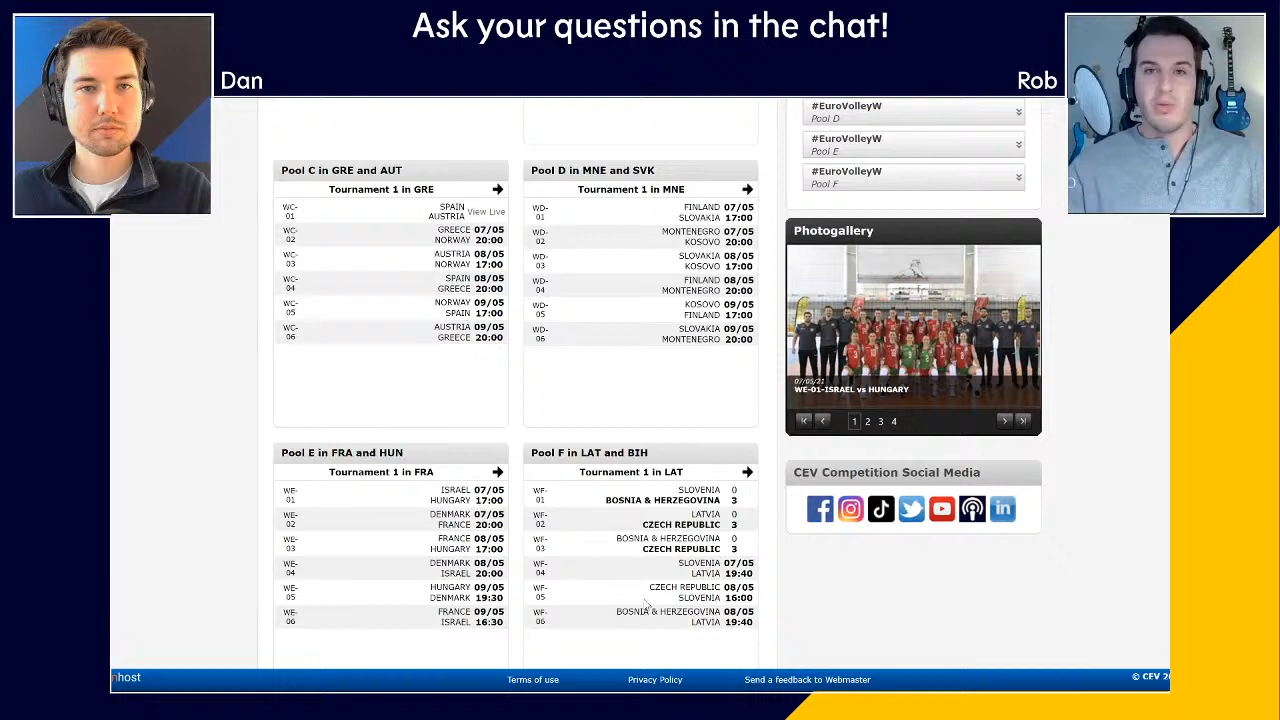 Ask your questions in the chat!
Dan
Rob
#EuroVolleyW
Pool D
#EuroVolleyW
Pool E
#EuroVolleyW
Pool F
Pool C in GRE and AUT
Tournament 1 in GRE
WC-01 SPAIN AUSTRIA View Live
WC-02 GREECE 07/05 NORWAY 20:00
WC-03 AUSTRIA 08/05 NORWAY 17:00
WC-04 SPAIN 08/05 GREECE 20:00
WC-05 NORWAY 09/05 SPAIN 17:00
WC-06 AUSTRIA 09/05 GREECE 20:00
Pool D in MNE and SVK
Tournament 1 in MNE
WD-01 FINLAND 07/05 SLOVAKIA 17:00
WD-02 MONTENEGRO 07/05 KOSOVO 20:00
WD-03 SLOVAKIA 08/05 KOSOVO 17:00
WD-04 FINLAND 08/05 MONTENEGRO 20:00
WD-05 KOSOVO 09/05 FINLAND 17:00
WD-06 SLOVAKIA 09/05 MONTENEGRO 20:00
Photogallery
07/05/21
WE-01-ISRAEL vs HUNGARY
1 2 3 4
Pool E in FRA and HUN
Tournament 1 in FRA
WE-01 ISRAEL 07/05 HUNGARY 17:00
WE-02 DENMARK 07/05 FRANCE 20:00
WE-03 FRANCE 08/05 HUNGARY 17:00
WE-04 DENMARK 08/05 ISRAEL 20:00
WE-05 HUNGARY 09/05 DENMARK 19:30
WE-06 FRANCE 09/05 ISRAEL 16:30
Pool F in LAT and BIH
Tournament 1 in LAT
WF-01 SLOVENIA 0 BOSNIA & HERZEGOVINA 3
WF-02 LATVIA 0 CZECH REPUBLIC 3
WF-03 BOSNIA & HERZEGOVINA 0 CZECH REPUBLIC 3
WF-04 SLOVENIA 07/05 LATVIA 19:40
WF-05 CZECH REPUBLIC 08/05 SLOVENIA 16:00
WF-06 BOSNIA & HERZEGOVINA 08/05 LATVIA 19:40
CEV Competition Social Media
nhost
Terms of use
Privacy Policy
Send a feedback to Webmaster
© CEV 2